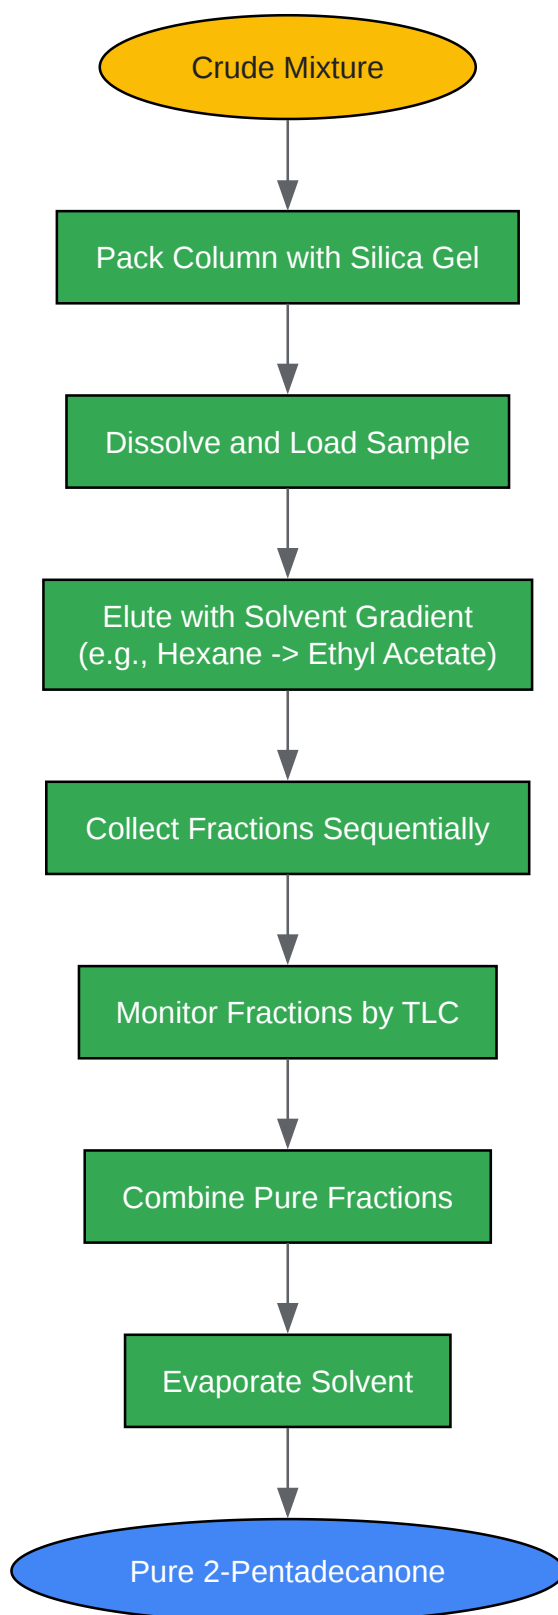 Crude Mixture
Pack Column with Silica Gel
Dissolve and Load Sample
Elute with Solvent Gradient
(e.g., Hexane -> Ethyl Acetate)
Collect Fractions Sequentially
Monitor Fractions by TLC
Combine Pure Fractions
Evaporate Solvent
Pure 2-Pentadecanone